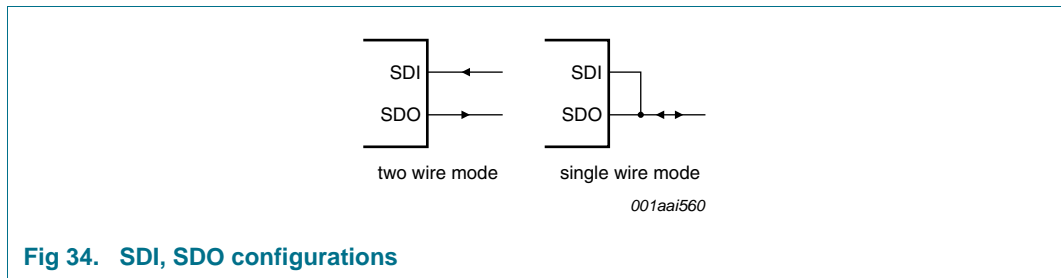 SDI SDI
SDO SDO
two wire mode single wire mode
001aai560
Fig 34. SDI, SDO configurations